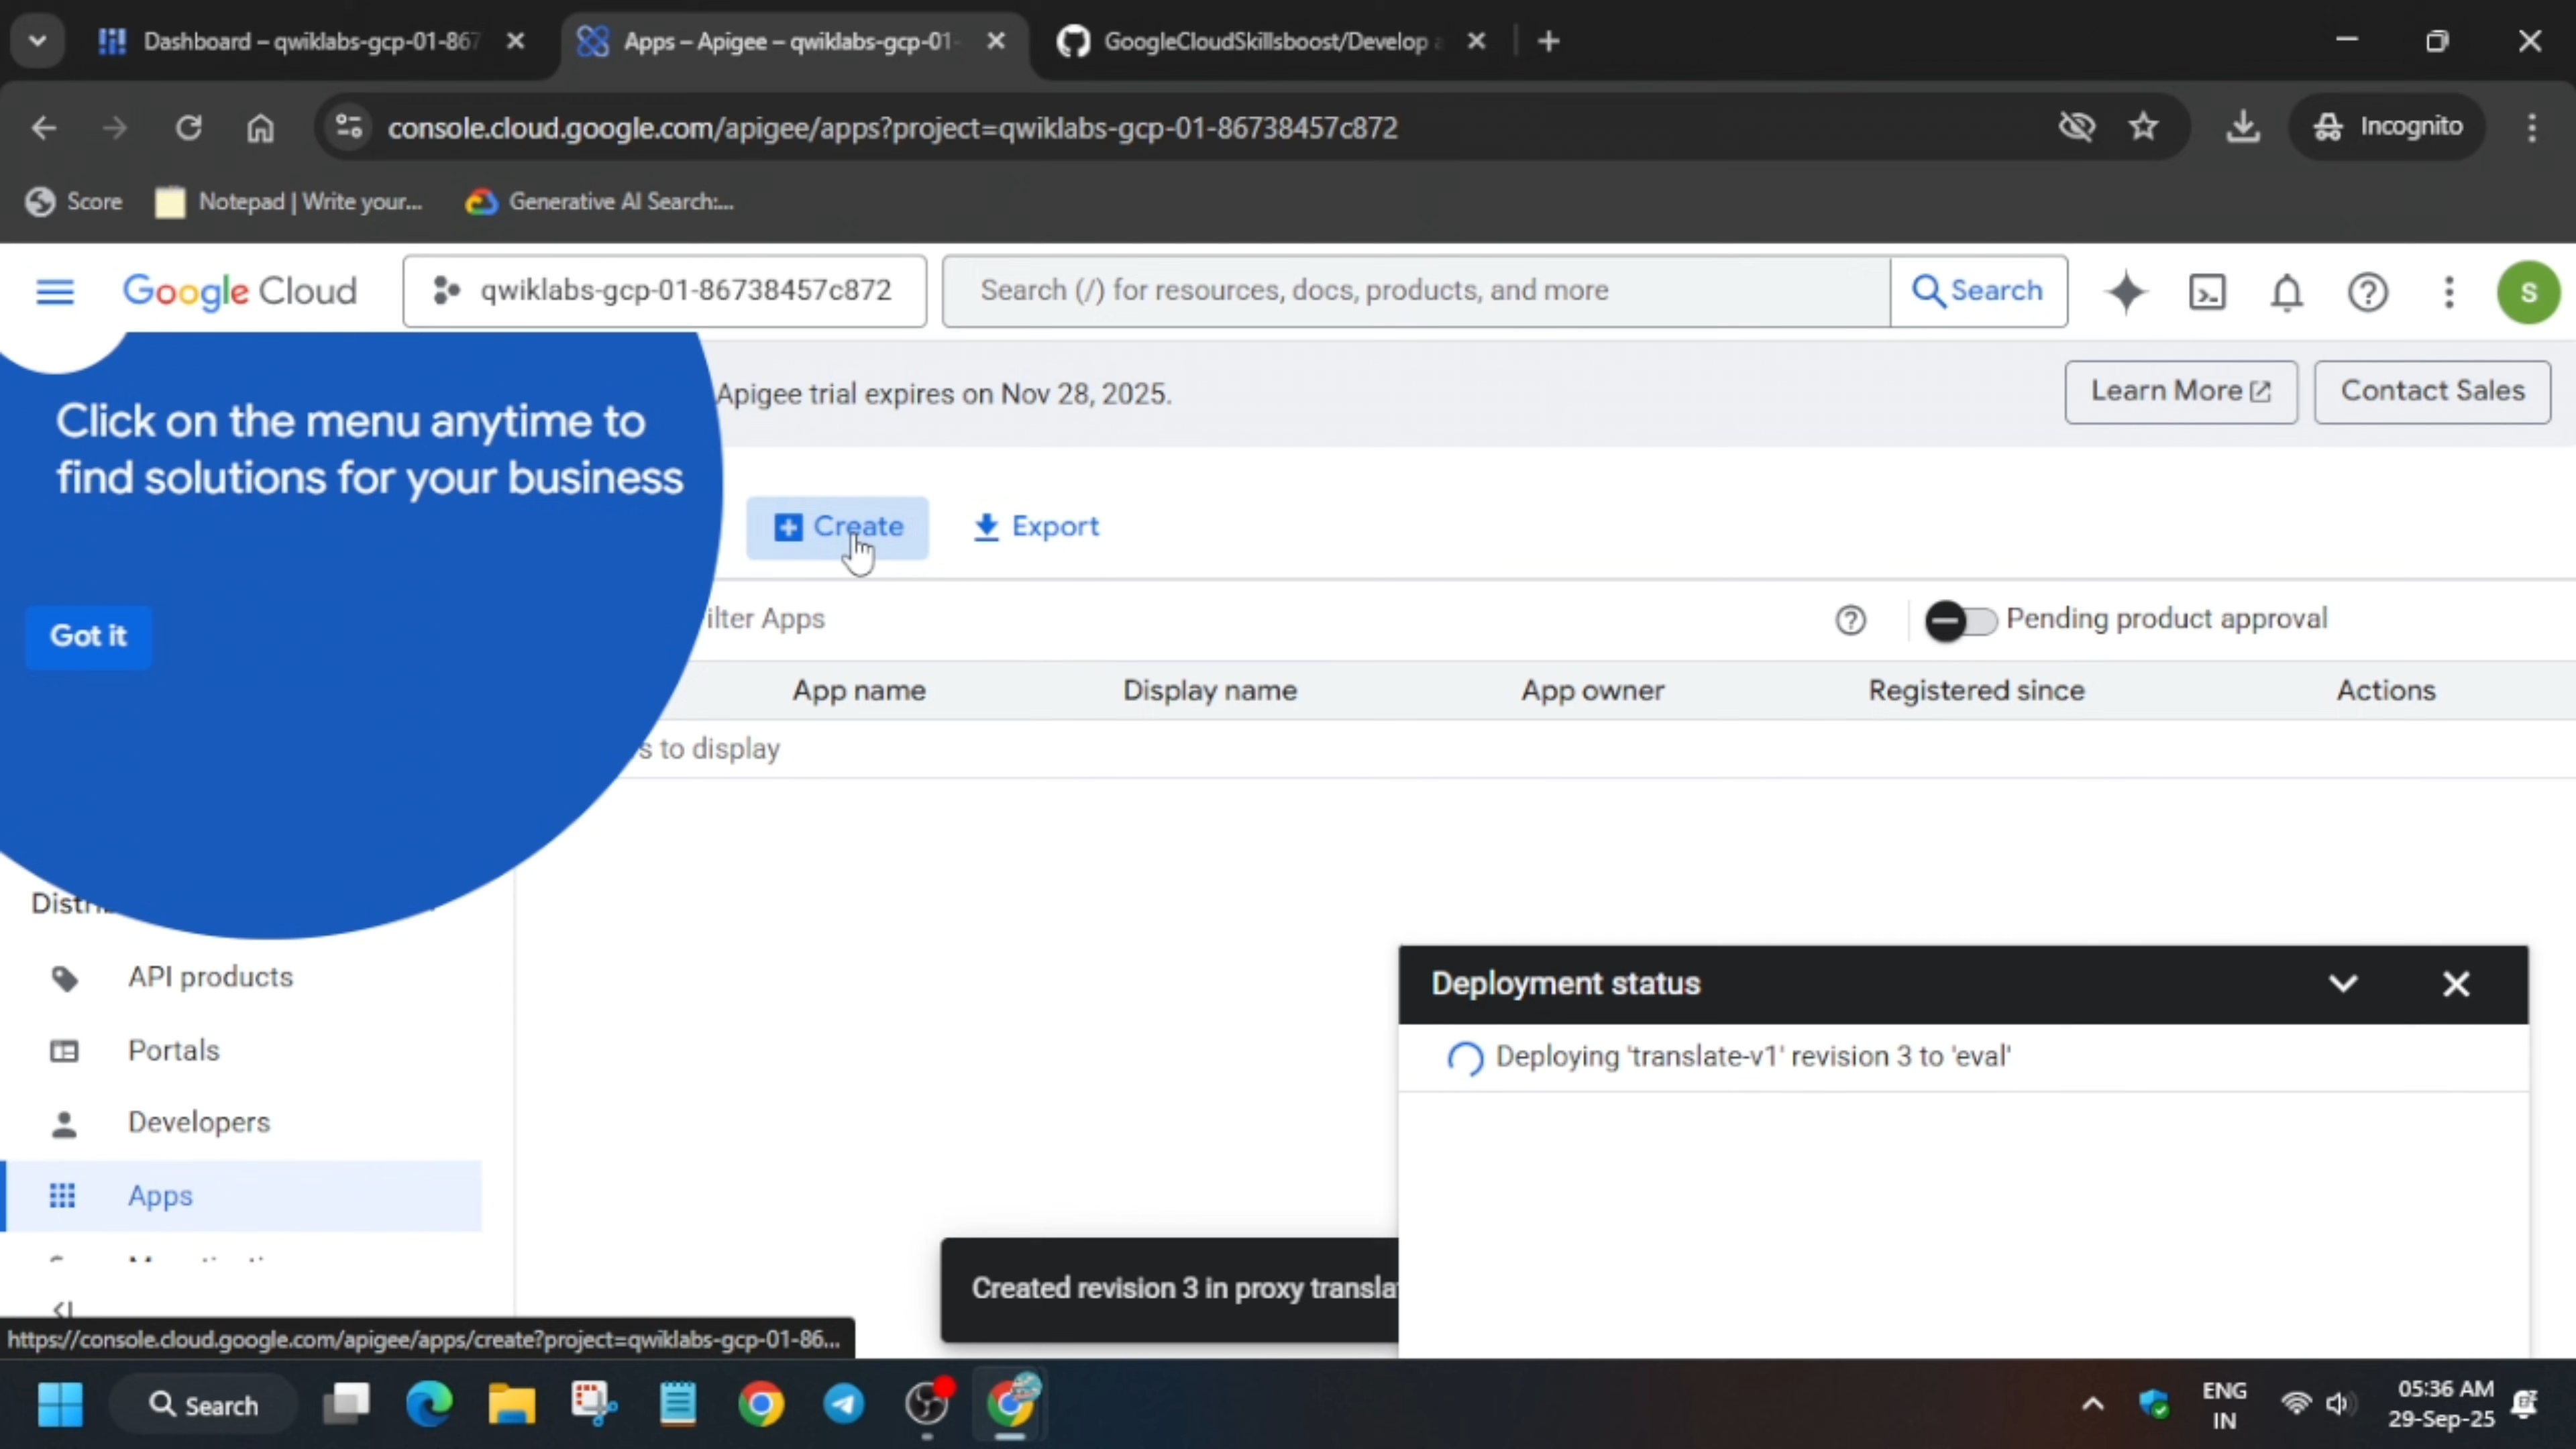 Dashboard – qwiklabs-gcp-01-867
Apps – Apigee – qwiklabs-gcp-01-
GoogleCloudSkillsboost/Develop a
console.cloud.google.com/apigee/apps?project=qwiklabs-gcp-01-86738457c872
Incognito
Score
Notepad | Write your...
Generative AI Search:...
Google Cloud
qwiklabs-gcp-01-86738457c872
Search (/) for resources, docs, products, and more
Search
S
Apigee trial expires on Nov 28, 2025.
Learn More
Contact Sales
Click on the menu anytime to
find solutions for your business
Got it
Create
Export
ilter Apps
Pending product approval
App name
Display name
App owner
Registered since
Actions
s to display
Distri
API products
Portals
Developers
Apps
Deployment status
Deploying 'translate-v1' revision 3 to 'eval'
Created revision 3 in proxy transla
https://console.cloud.google.com/apigee/apps/create?project=qwiklabs-gcp-01-86...
Search
ENG
IN
05:36 AM
29-Sep-25